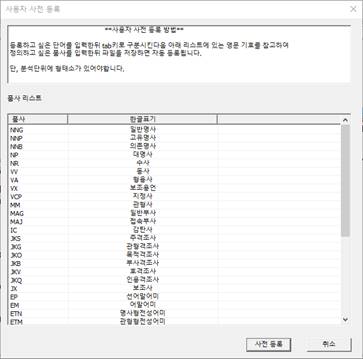 사용자 사전 등록
**사용자 사전 등록 방법**
등록하고 싶은 단어를 입력한뒤 tab키로 구분시킨다음 아래 리스트에 있는 영문 기호를 참고하여
정의하고 싶은 품사를 입력한뒤 파일을 저장하면 자동 등록됩니다.
단, 분석단위에 형태소가 있어야합니다.
품사 리스트
품사 한글표기
NNG 일반명사
NNP 고유명사
NNB 의존명사
NP 대명사
NR 수사
VV 동사
VA 형용사
VX 보조용언
VCP 지정사
MM 관형사
MAG 일반부사
MAJ 접속부사
IC 감탄사
JKS 주격조사
JKG 관형격조사
JKO 목적격조사
JKB 부사격조사
JKV 호격조사
JKQ 인용격조사
JX 보조사
EP 선어말어미
EM 어말어미
ETN 명사형전성어미
ETM 관형형전성어미
사전 등록 취소